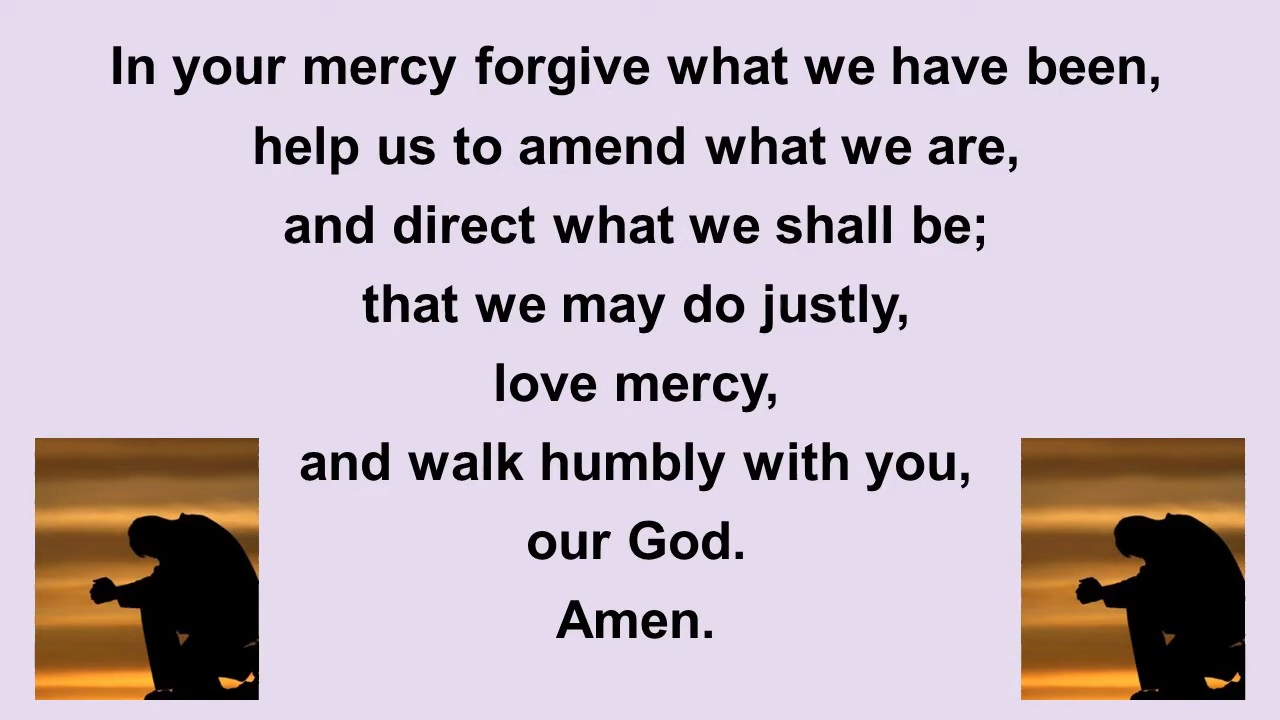 In your mercy forgive what we have been,
help us to amend what we are,
and direct what we shall be;
that we may do justly,
love mercy,
and walk humbly with you,
our God.
Amen.